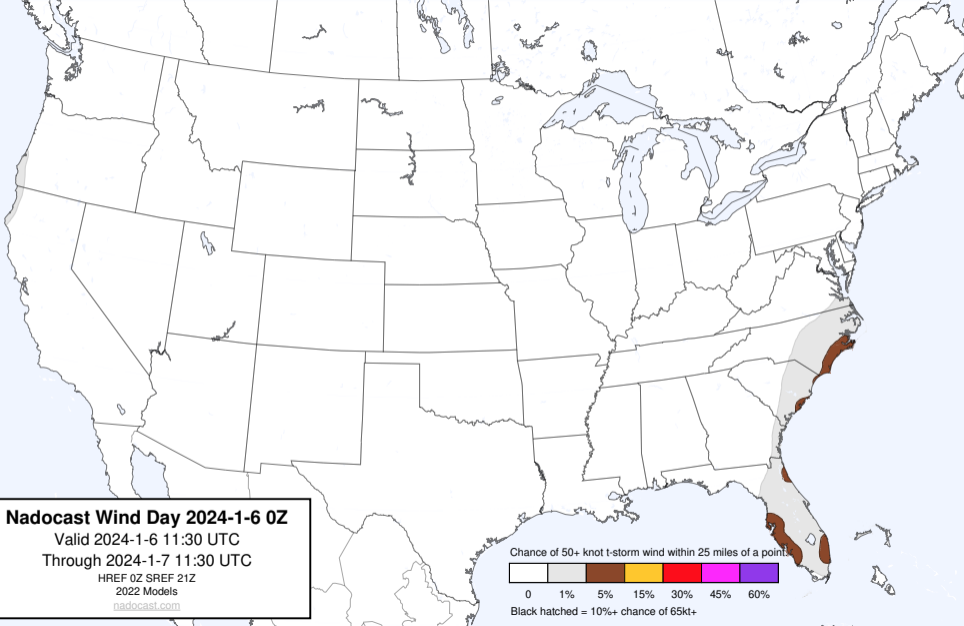 Nadocast Wind Day 2024-1-6 0Z
Valid 2024-1-6 11:30 UTC
Through 2024-1-7 11:30 UTC
HREF 0Z SREF 21Z
2022 Models
nadocast.com
Chance of 50+ knot t-storm wind within 25 miles of a point.
0 1% 5% 15% 30% 45% 60%
Black hatched = 10%+ chance of 65kt+